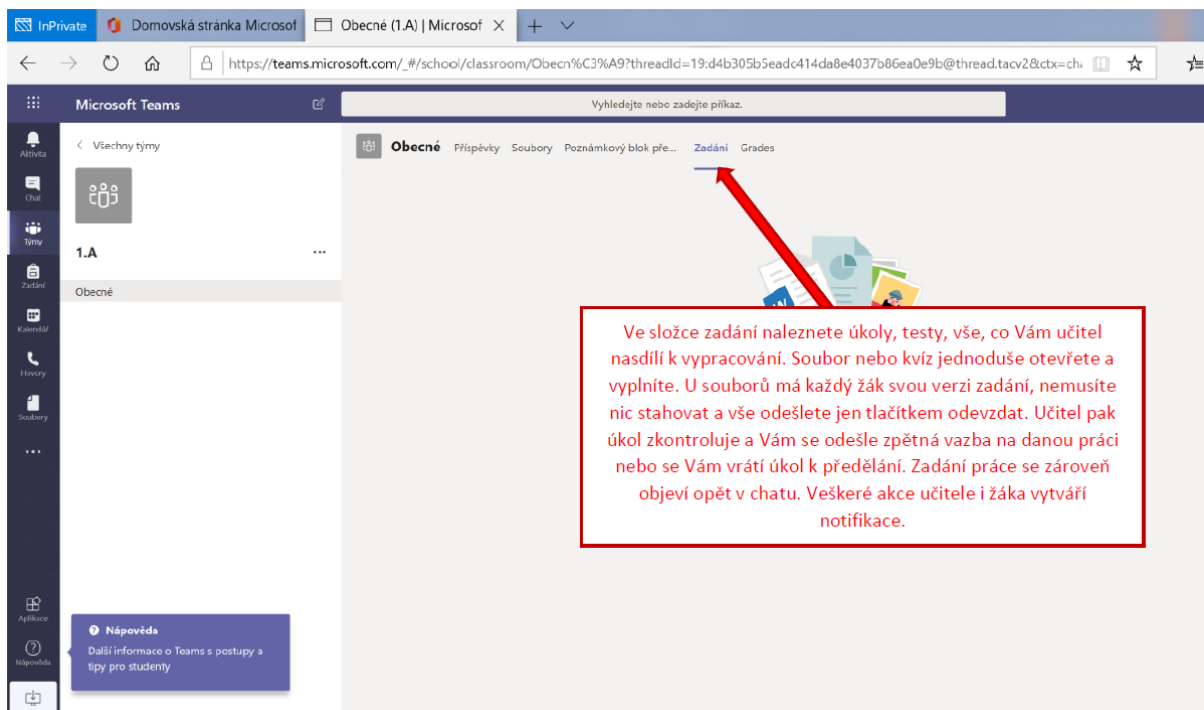 InPrivate
Domovská stránka Microsof
Obecné (1.A) | Microsof
https://teams.microsoft.com/_#/school/classroom/Obecn%C3%A9?threadId=19:d4b305b5eadc414da8e4037b86ea0e9b@thread.tacv2&ctx=ch
Microsoft Teams
Vyhledejte nebo zadejte příkaz.
Aktivita
Chat
Týmy
Zadání
Kalendář
Hovory
Soubory
Všechny týmy
1.A
Obecné
Obecné Příspěvky Soubory Poznámkový blok pře... Zadání Grades
Ve složce zadání naleznete úkoly, testy, vše, co Vám učitel
nasdílí k vypracování. Soubor nebo kvíz jednoduše otevřete a
vyplníte. U souborů má každý žák svou verzi zadání, nemusíte
nic stahovat a vše odešlete jen tlačítkem odevzdat. Učitel pak
úkol zkontroluje a Vám se odešle zpětná vazba na danou práci
nebo se Vám vrátí úkol k předělání. Zadání práce se zároveň
objeví opět v chatu. Veškeré akce učitele i žáka vytváří
notifikace.
Aplikace
Nápověda
Nápověda
Další informace o Teams s postupy a
tipy pro studenty